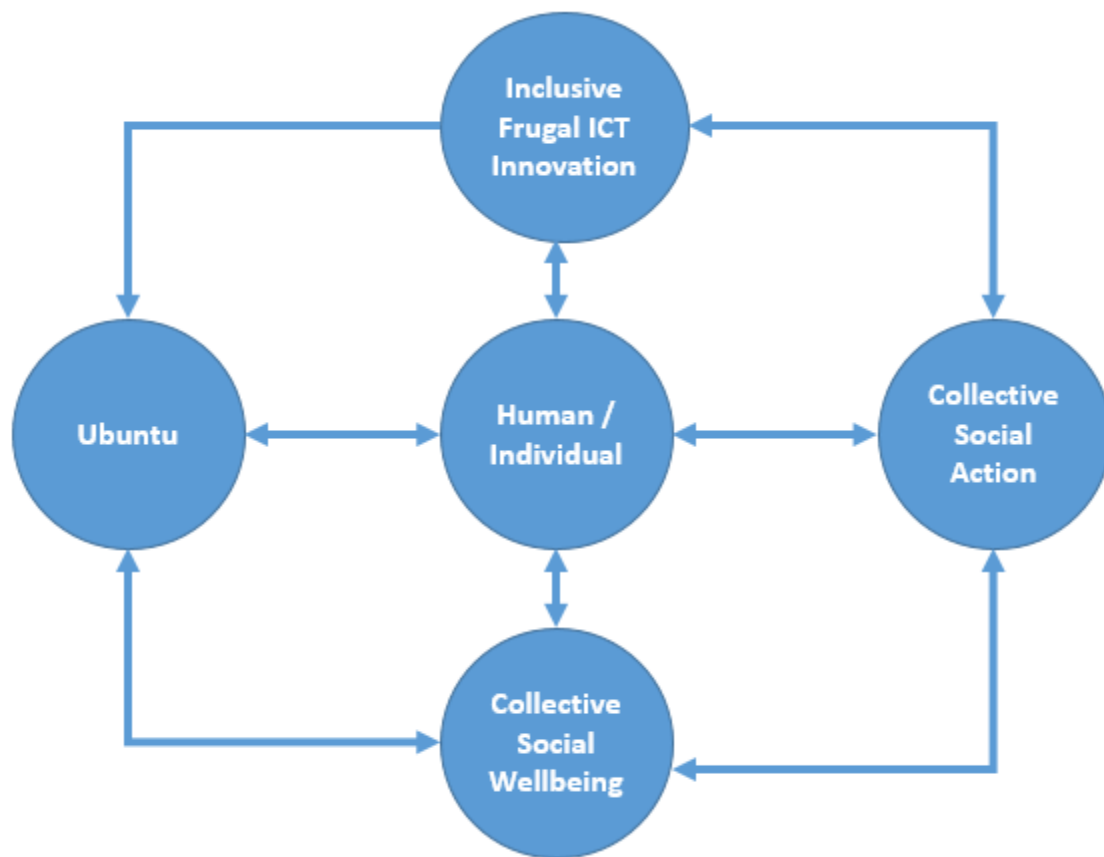 Inclusive
Frugal ICT
Innovation
Ubuntu
Human /
Individual
Collective
Social
Action
Collective
Social
Wellbeing